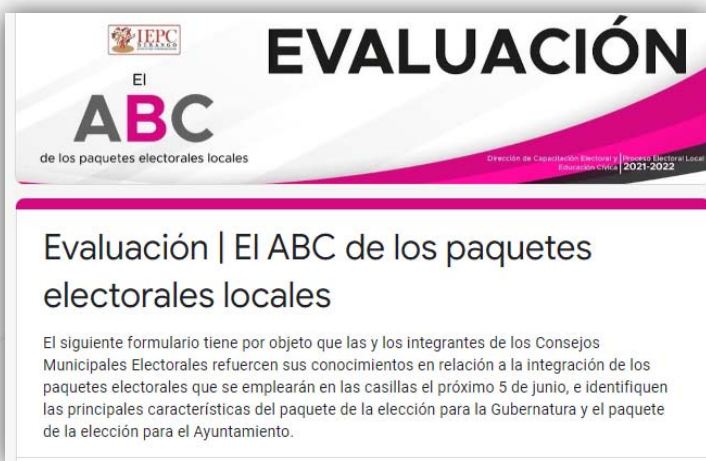 IEPC
DURANGO
EVALUACIÓN
El
ABC
de los paquetes electorales locales
Dirección de Capacitación Electoral y
Educación Cívica
Proceso Electoral Local
2021-2022
Evaluación | El ABC de los paquetes
electorales locales
El siguiente formulario tiene por objeto que las y los integrantes de los Consejos
Municipales Electorales refuercen sus conocimientos en relación a la integración de los
paquetes electorales que se emplearán en las casillas el próximo 5 de junio, e identifiquen
las principales características del paquete de la elección para la Gubernatura y el paquete
de la elección para el Ayuntamiento.